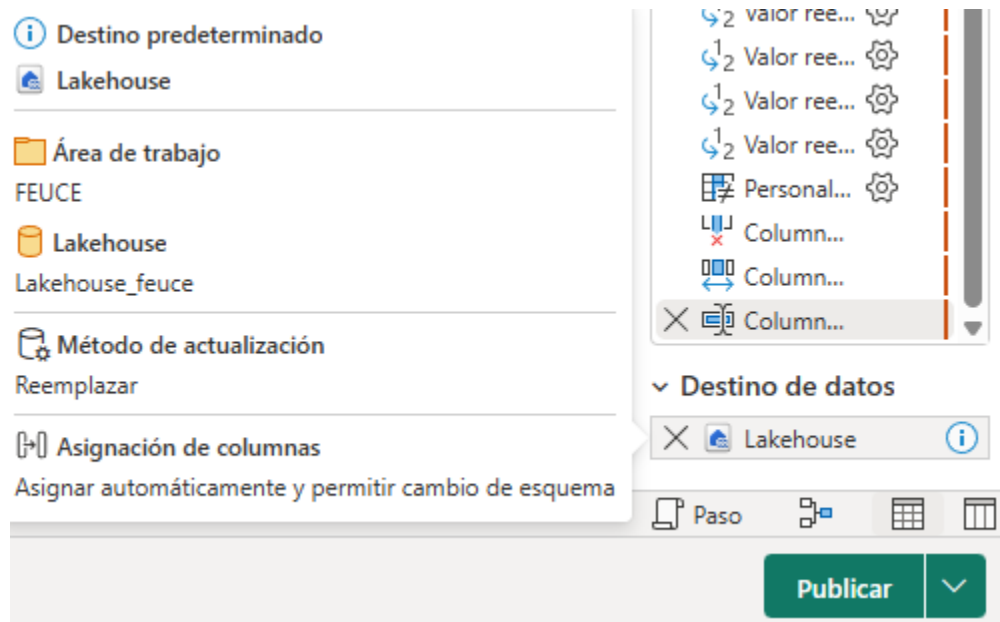 Destino predeterminado
Lakehouse
Área de trabajo
FEUCE
Lakehouse
Lakehouse_feuce
Método de actualización
Reemplazar
Asignación de columnas
Asignar automáticamente y permitir cambio de esquema
Valor ree...
Valor ree...
Valor ree...
Valor ree...
Personal...
Column...
Column...
Column...
Destino de datos
Lakehouse
Paso
Publicar